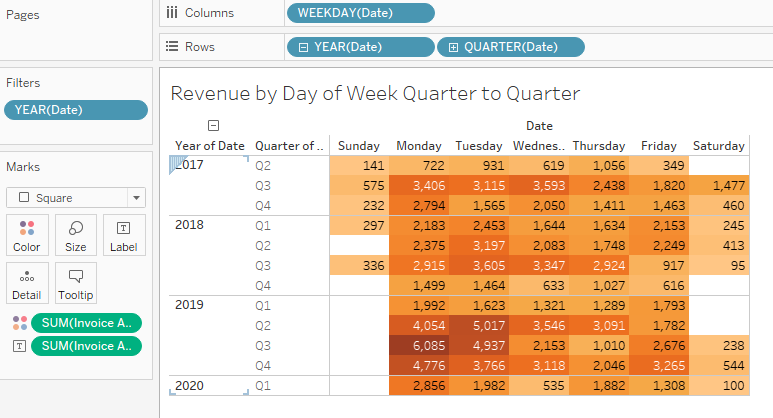 Pages
Columns
WEEKDAY(Date)
Rows
YEAR(Date)
QUARTER(Date)
Filters
YEAR(Date)
Marks
Square
Color
Size
Label
Detail
Tooltip
SUM(Invoice A..
SUM(Invoice A..
Revenue by Day of Week Quarter to Quarter
Date
Year of Date Quarter of .. Sunday Monday Tuesday Wednes.. Thursday Friday Saturday
2017 Q2 141 722 931 619 1,056 349
Q3 575 3,406 3,115 3,593 2,438 1,820 1,477
Q4 232 2,794 1,565 2,050 1,411 1,463 460
2018 Q1 297 2,183 2,453 1,644 1,634 2,153 245
Q2 2,375 3,197 2,083 1,748 2,249 413
Q3 336 2,915 3,605 3,347 2,924 917 95
Q4 1,499 1,464 633 1,027 616
2019 Q1 1,992 1,623 1,321 1,289 1,793
Q2 4,054 5,017 3,546 3,091 1,782
Q3 6,085 4,937 2,153 1,010 2,676 238
Q4 4,776 3,766 3,118 2,046 3,265 544
2020 Q1 2,856 1,982 535 1,882 1,308 100